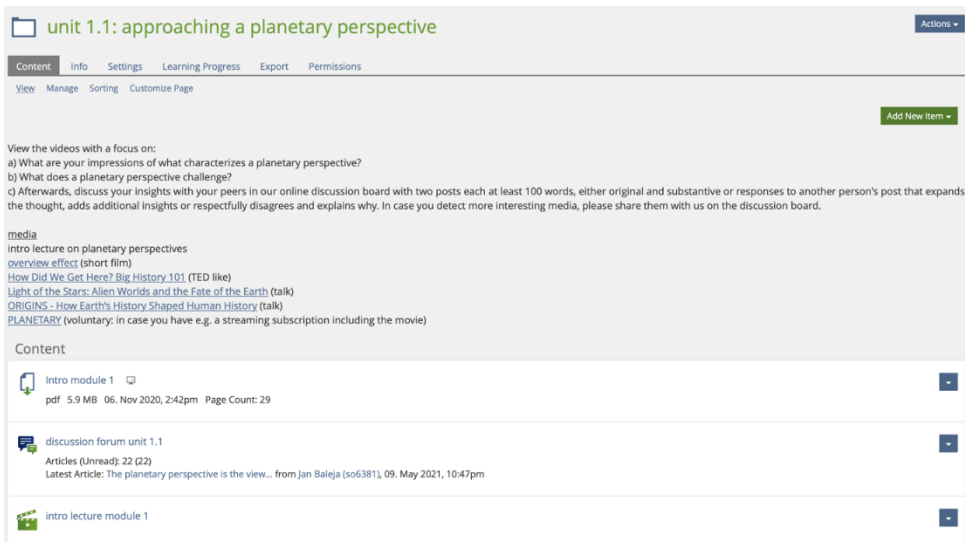 unit 1.1: approaching a planetary perspective
Actions
Content Info Settings Learning Progress Export Permissions
View Manage Sorting Customize Page
Add New Item
View the videos with a focus on:
a) What are your impressions of what characterizes a planetary perspective?
b) What does a planetary perspective challenge?
c) Afterwards, discuss your insights with your peers in our online discussion board with two posts each at least 100 words, either original and substantive or responses to another person's post that expands
the thought, adds additional insights or respectfully disagrees and explains why. In case you detect more interesting media, please share them with us on the discussion board.
media
intro lecture on planetary perspectives
overview effect (short film)
How Did We Get Here? Big History 101 (TED like)
Light of the Stars: Alien Worlds and the Fate of the Earth (talk)
ORIGINS - How Earth's History Shaped Human History (talk)
PLANETARY (voluntary: in case you have e.g. a streaming subscription including the movie)
Content
Intro module 1
pdf 5.9 MB 06. Nov 2020, 2:42pm Page Count: 29
discussion forum unit 1.1
Articles (Unread): 22 (22)
Latest Article: The planetary perspective is the view... from Jan Baleja (so6381), 09. May 2021, 10:47pm
intro lecture module 1